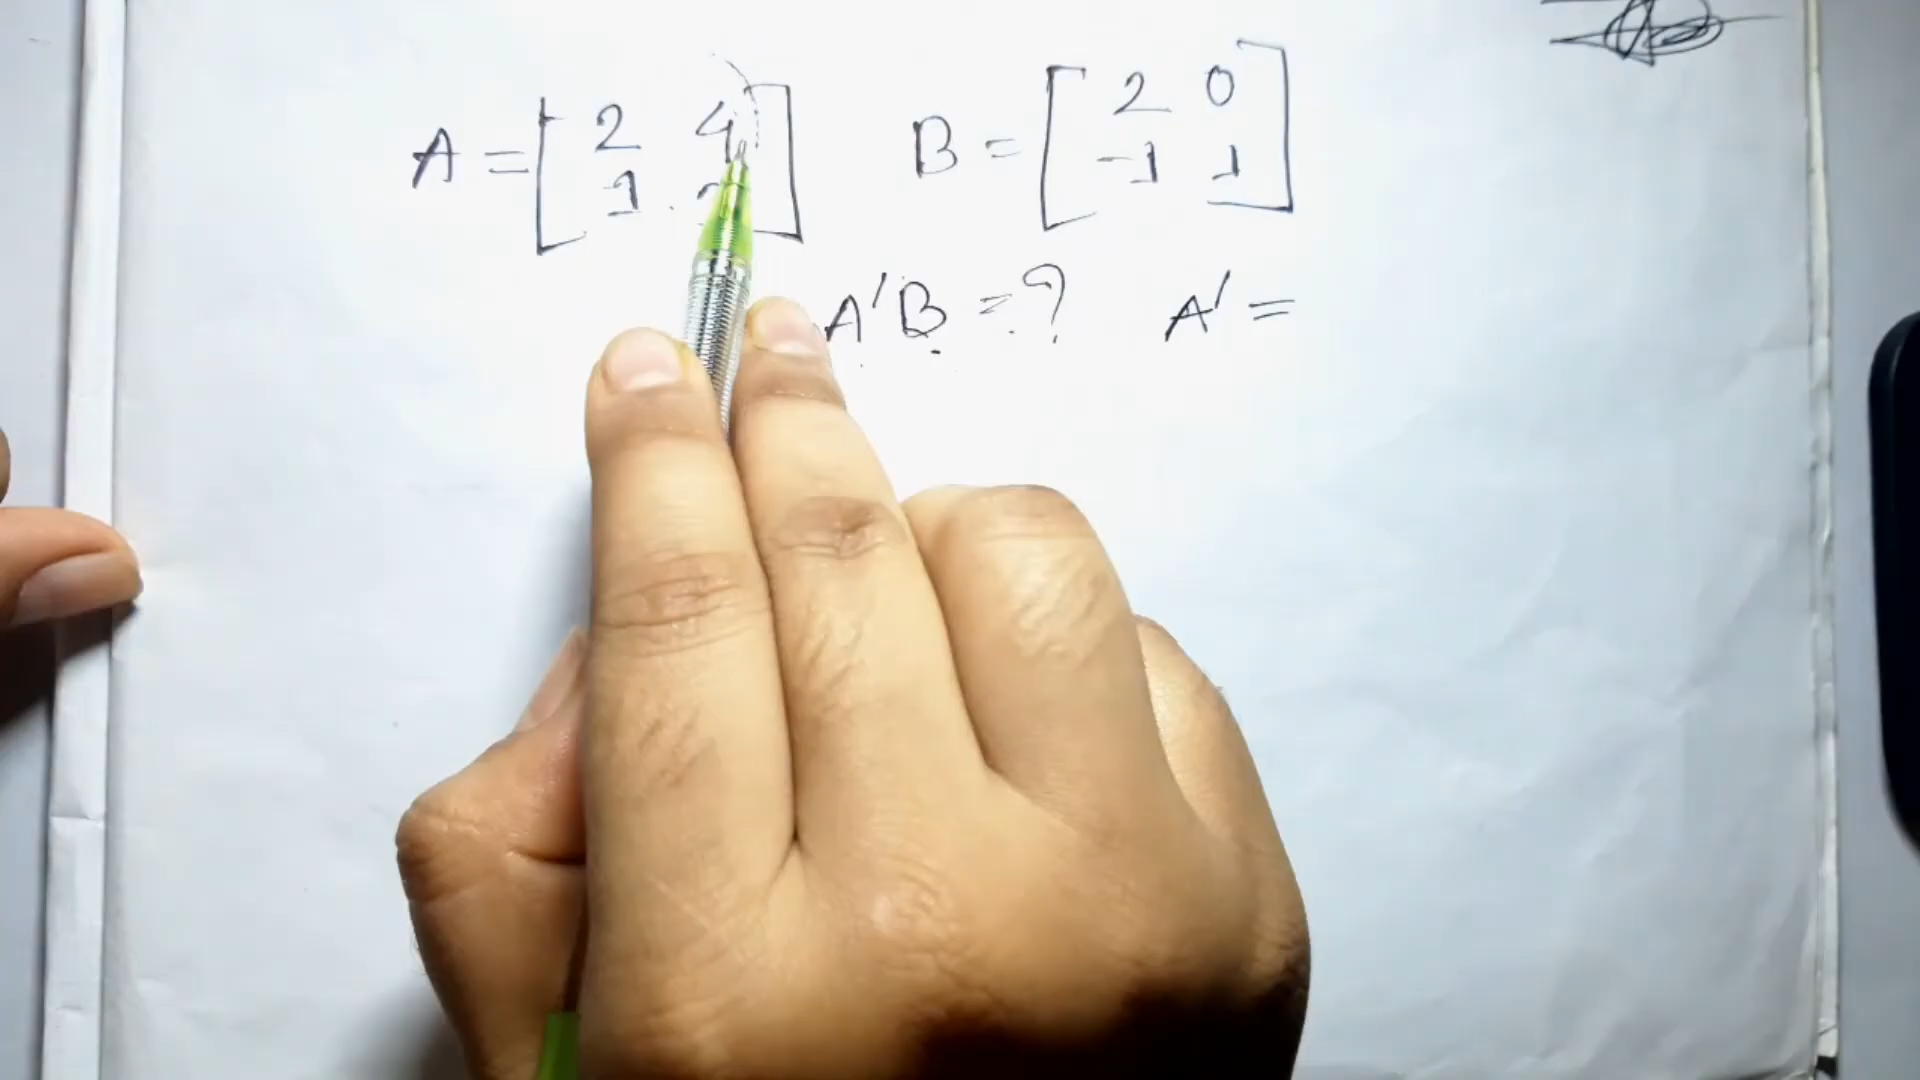 A = [ 2 4
1 ]
B = [ 2 0
-1 1 ]
A'B = ? A' =